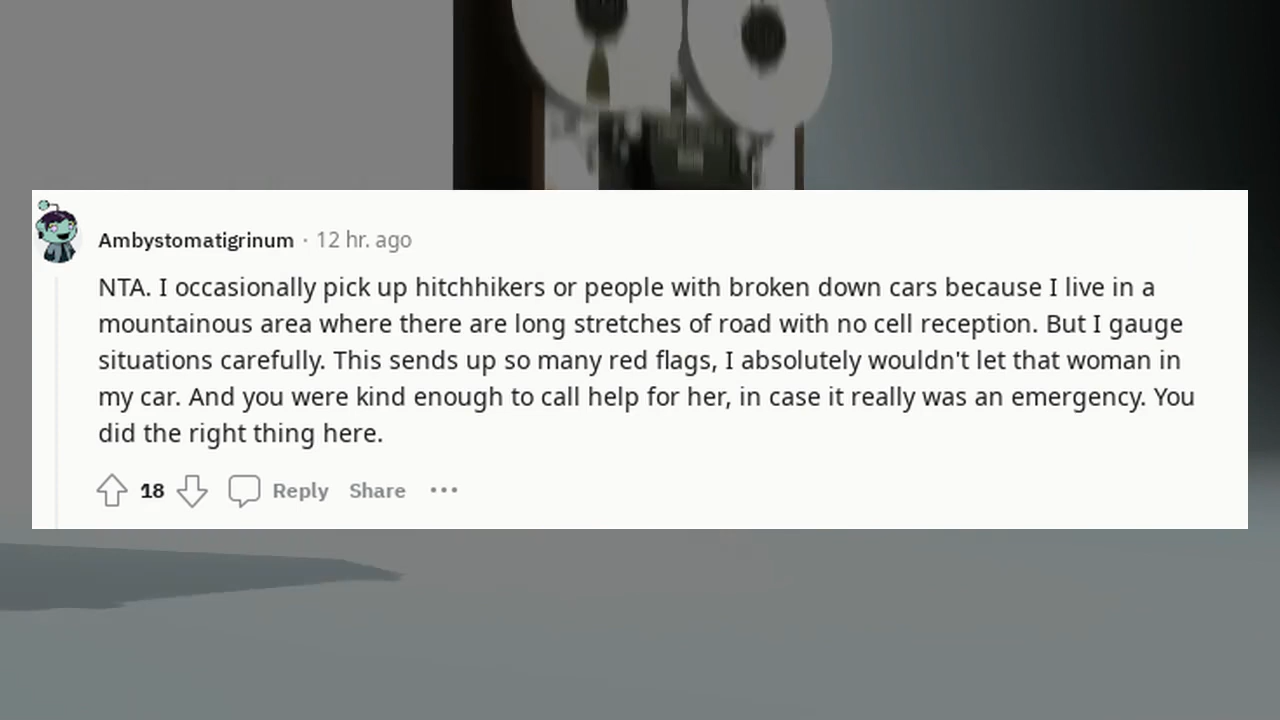 Ambystomatigrinum · 12 hr. ago
NTA. I occasionally pick up hitchhikers or people with broken down cars because I live in a
mountainous area where there are long stretches of road with no cell reception. But I gauge
situations carefully. This sends up so many red flags, I absolutely wouldn't let that woman in
my car. And you were kind enough to call help for her, in case it really was an emergency. You
did the right thing here.
18 Reply Share ···